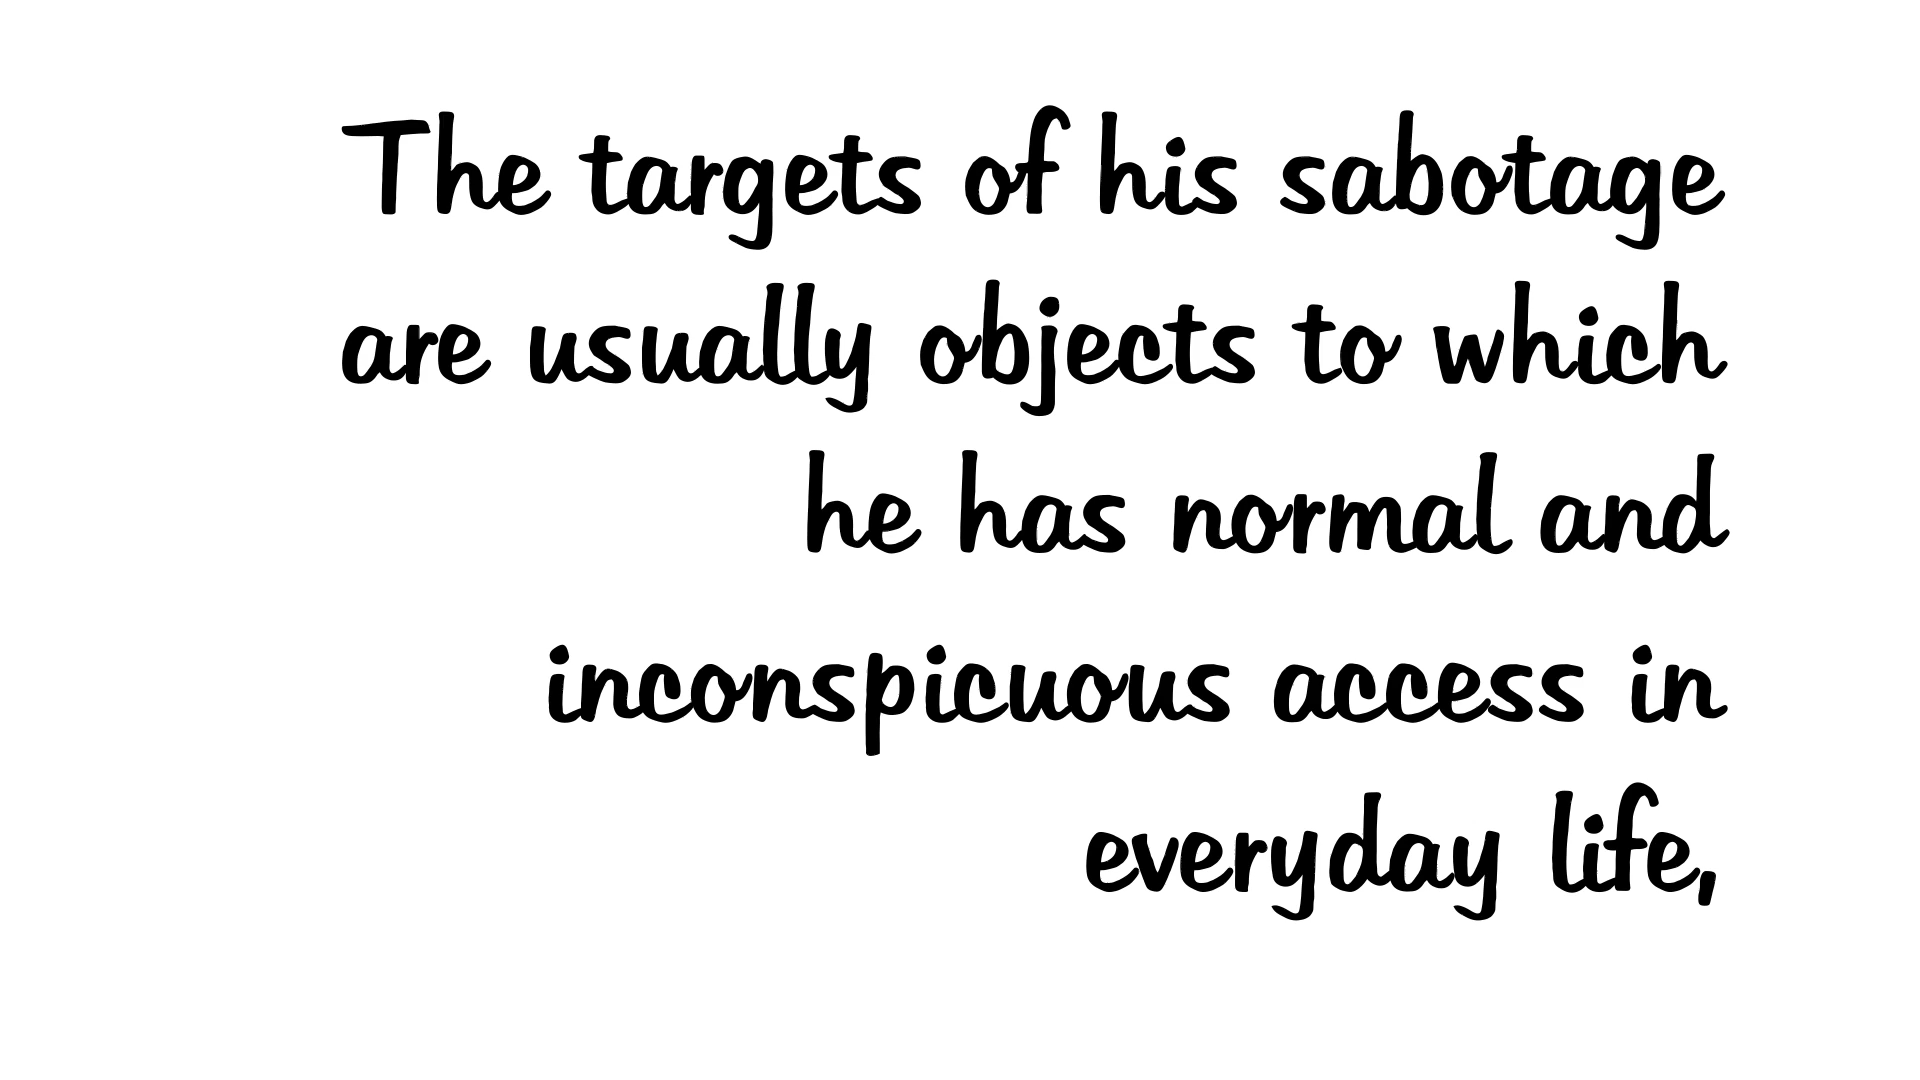 The targets of his sabotage
are usually objects to which
he has normal and
inconspicuous access in
everyday life,